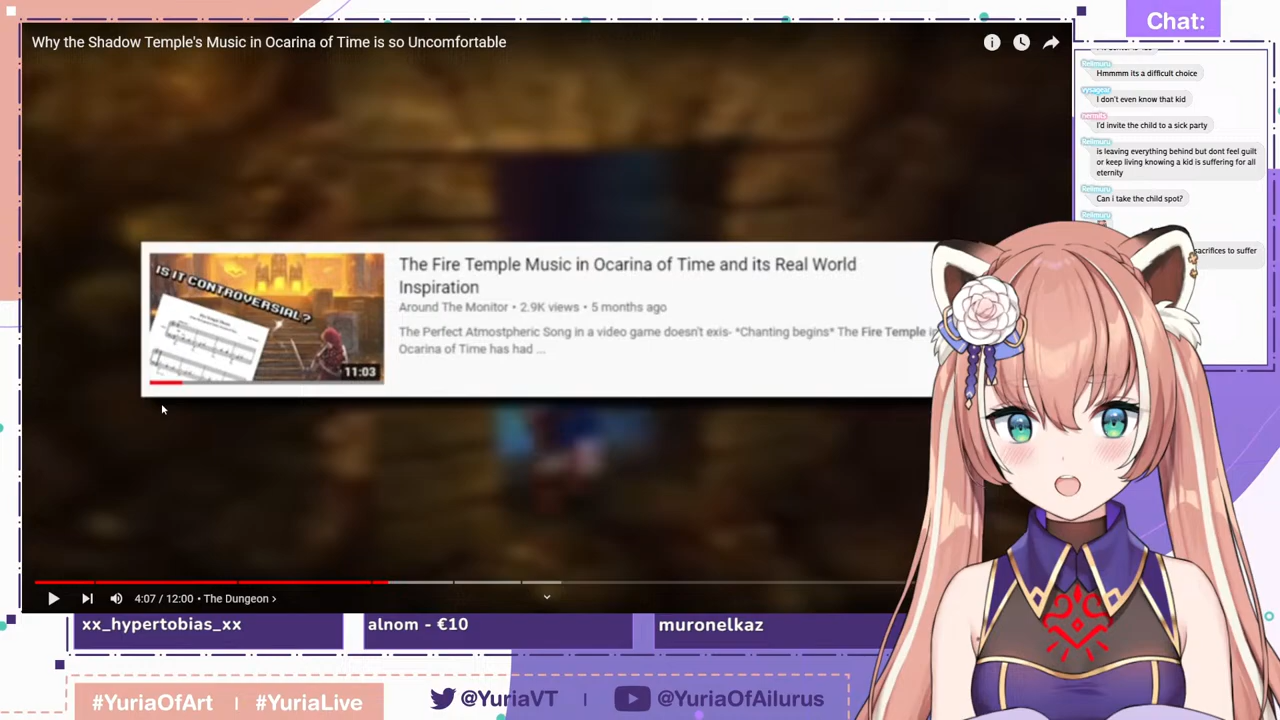 Why the Shadow Temple's Music in Ocarina of Time is so Uncomfortable
Chat:
Relimuru
Hmmmm its a difficult choice
I don't even know that kid
I'd invite the child to a sick party
Relimuru
is leaving everything behind but dont feel guilt
or keep living knowing a kid is suffering for all
eternity
Relimuru
Can i take the child spot?
Relimuru
sacrifices to suffer
IS IT CONTROVERSIAL?
11:03
The Fire Temple Music in Ocarina of Time and its Real World
Inspiration
Around The Monitor • 2.9K views • 5 months ago
The Perfect Atmostpheric Song in a video game doesn't exis- *Chanting begins* The Fire Temple
Ocarina of Time has had ...
4:07 / 12:00 • The Dungeon >
xx_hypertobias_xx
alnom - €10
muronelkaz
#YuriaOfArt
#YuriaLive
@YuriaVT
@YuriaOfAilurus